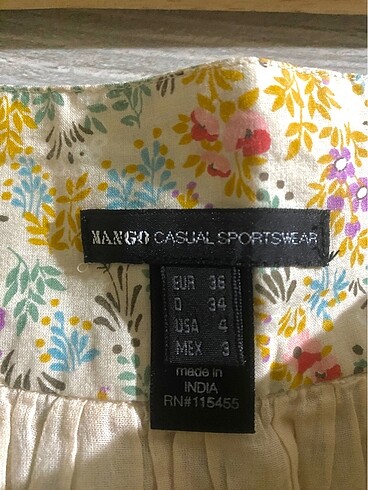 MANGO CASUAL SPORTSWEAR
EUR 36
D 34
USA 4
MEX 3
made in
INDIA
RN#115455